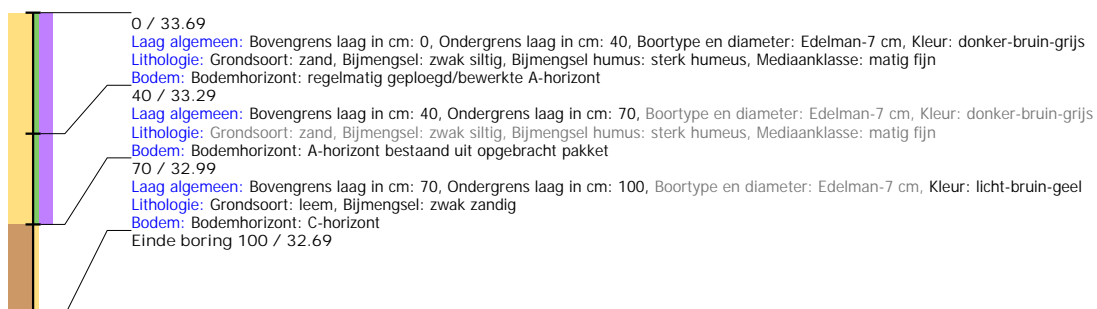 0 / 33.69
Laag algemeen: Bovengrens laag in cm: 0, Ondergrens laag in cm: 40, Boortype en diameter: Edelman-7 cm, Kleur: donker-bruin-grijs
Lithologie: Grondsoort: zand, Bijmengsel: zwak siltig, Bijmengsel humus: sterk humeus, Mediaanklasse: matig fijn
Bodem: Bodemhorizont: regelmatig geploegd/bewerkte A-horizont
40 / 33.29
Laag algemeen: Bovengrens laag in cm: 40, Ondergrens laag in cm: 70, Boortype en diameter: Edelman-7 cm, Kleur: donker-bruin-grijs
Lithologie: Grondsoort: zand, Bijmengsel: zwak siltig, Bijmengsel humus: sterk humeus, Mediaanklasse: matig fijn
Bodem: Bodemhorizont: A-horizont bestaand uit opgebracht pakket
70 / 32.99
Laag algemeen: Bovengrens laag in cm: 70, Ondergrens laag in cm: 100, Boortype en diameter: Edelman-7 cm, Kleur: licht-bruin-geel
Lithologie: Grondsoort: leem, Bijmengsel: zwak zandig
Bodem: Bodemhorizont: C-horizont
Einde boring 100 / 32.69